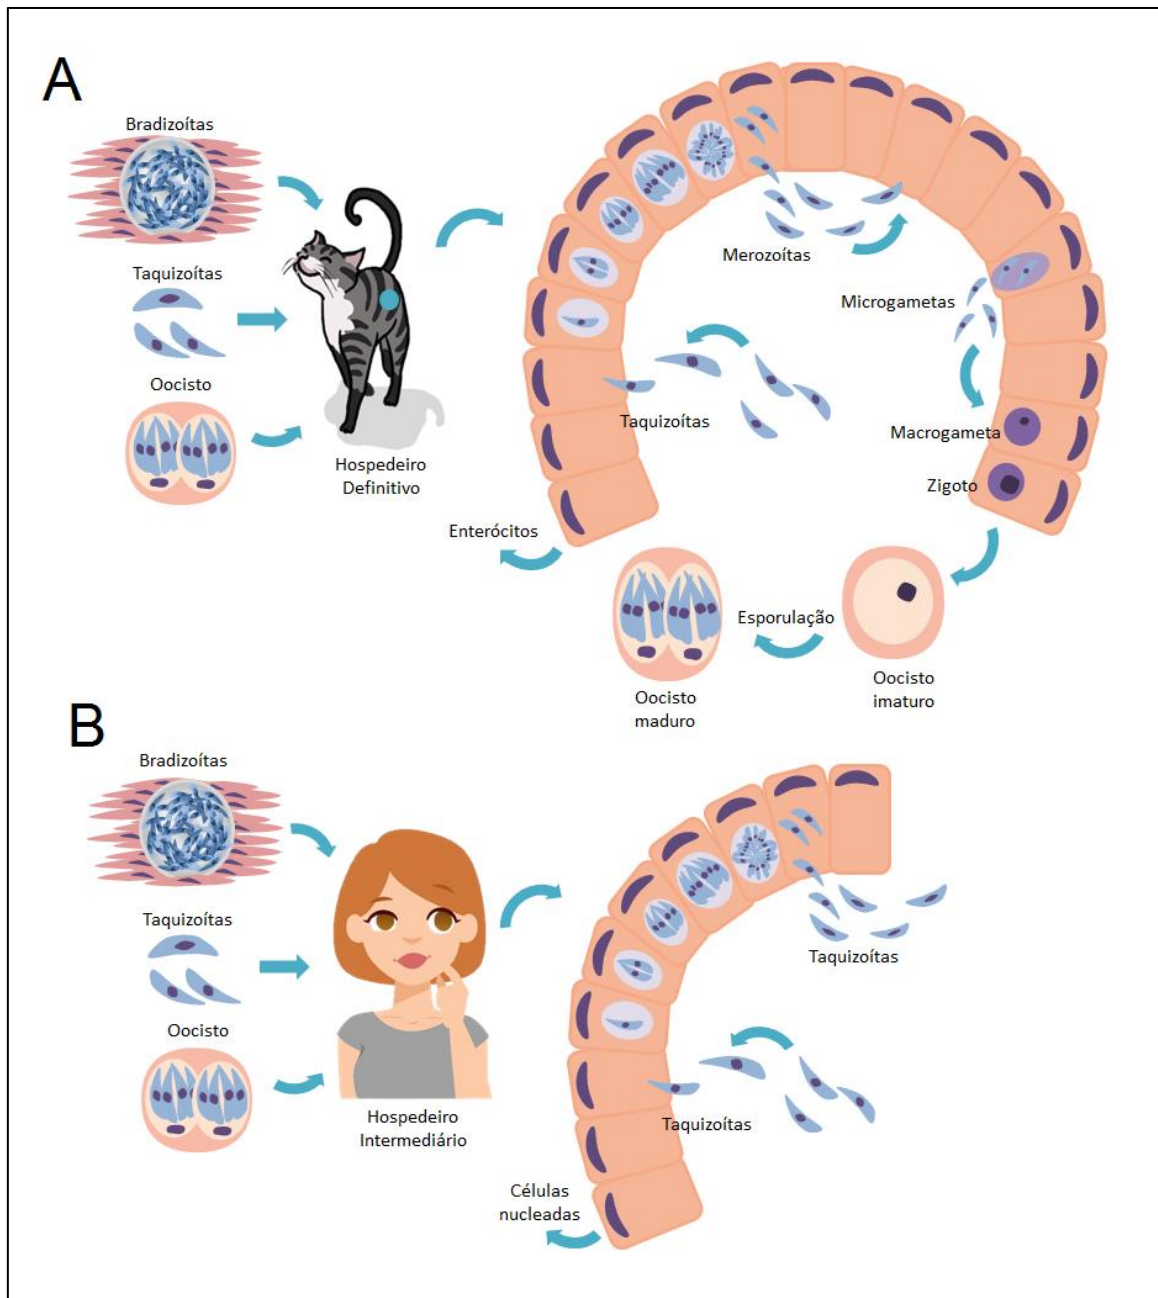 A
Bradizoítas
Taquizoítas
Oocisto
Hospedeiro
Definitivo
Merozoítas
Microgametas
Taquizoítas
Macrogameta
Zigoto
Enterócitos
Esporulação
Oocisto
maduro
Oocisto
imaturo
B
Bradizoítas
Taquizoítas
Oocisto
Hospedeiro
Intermediário
Taquizoítas
Taquizoítas
Células
nucleadas